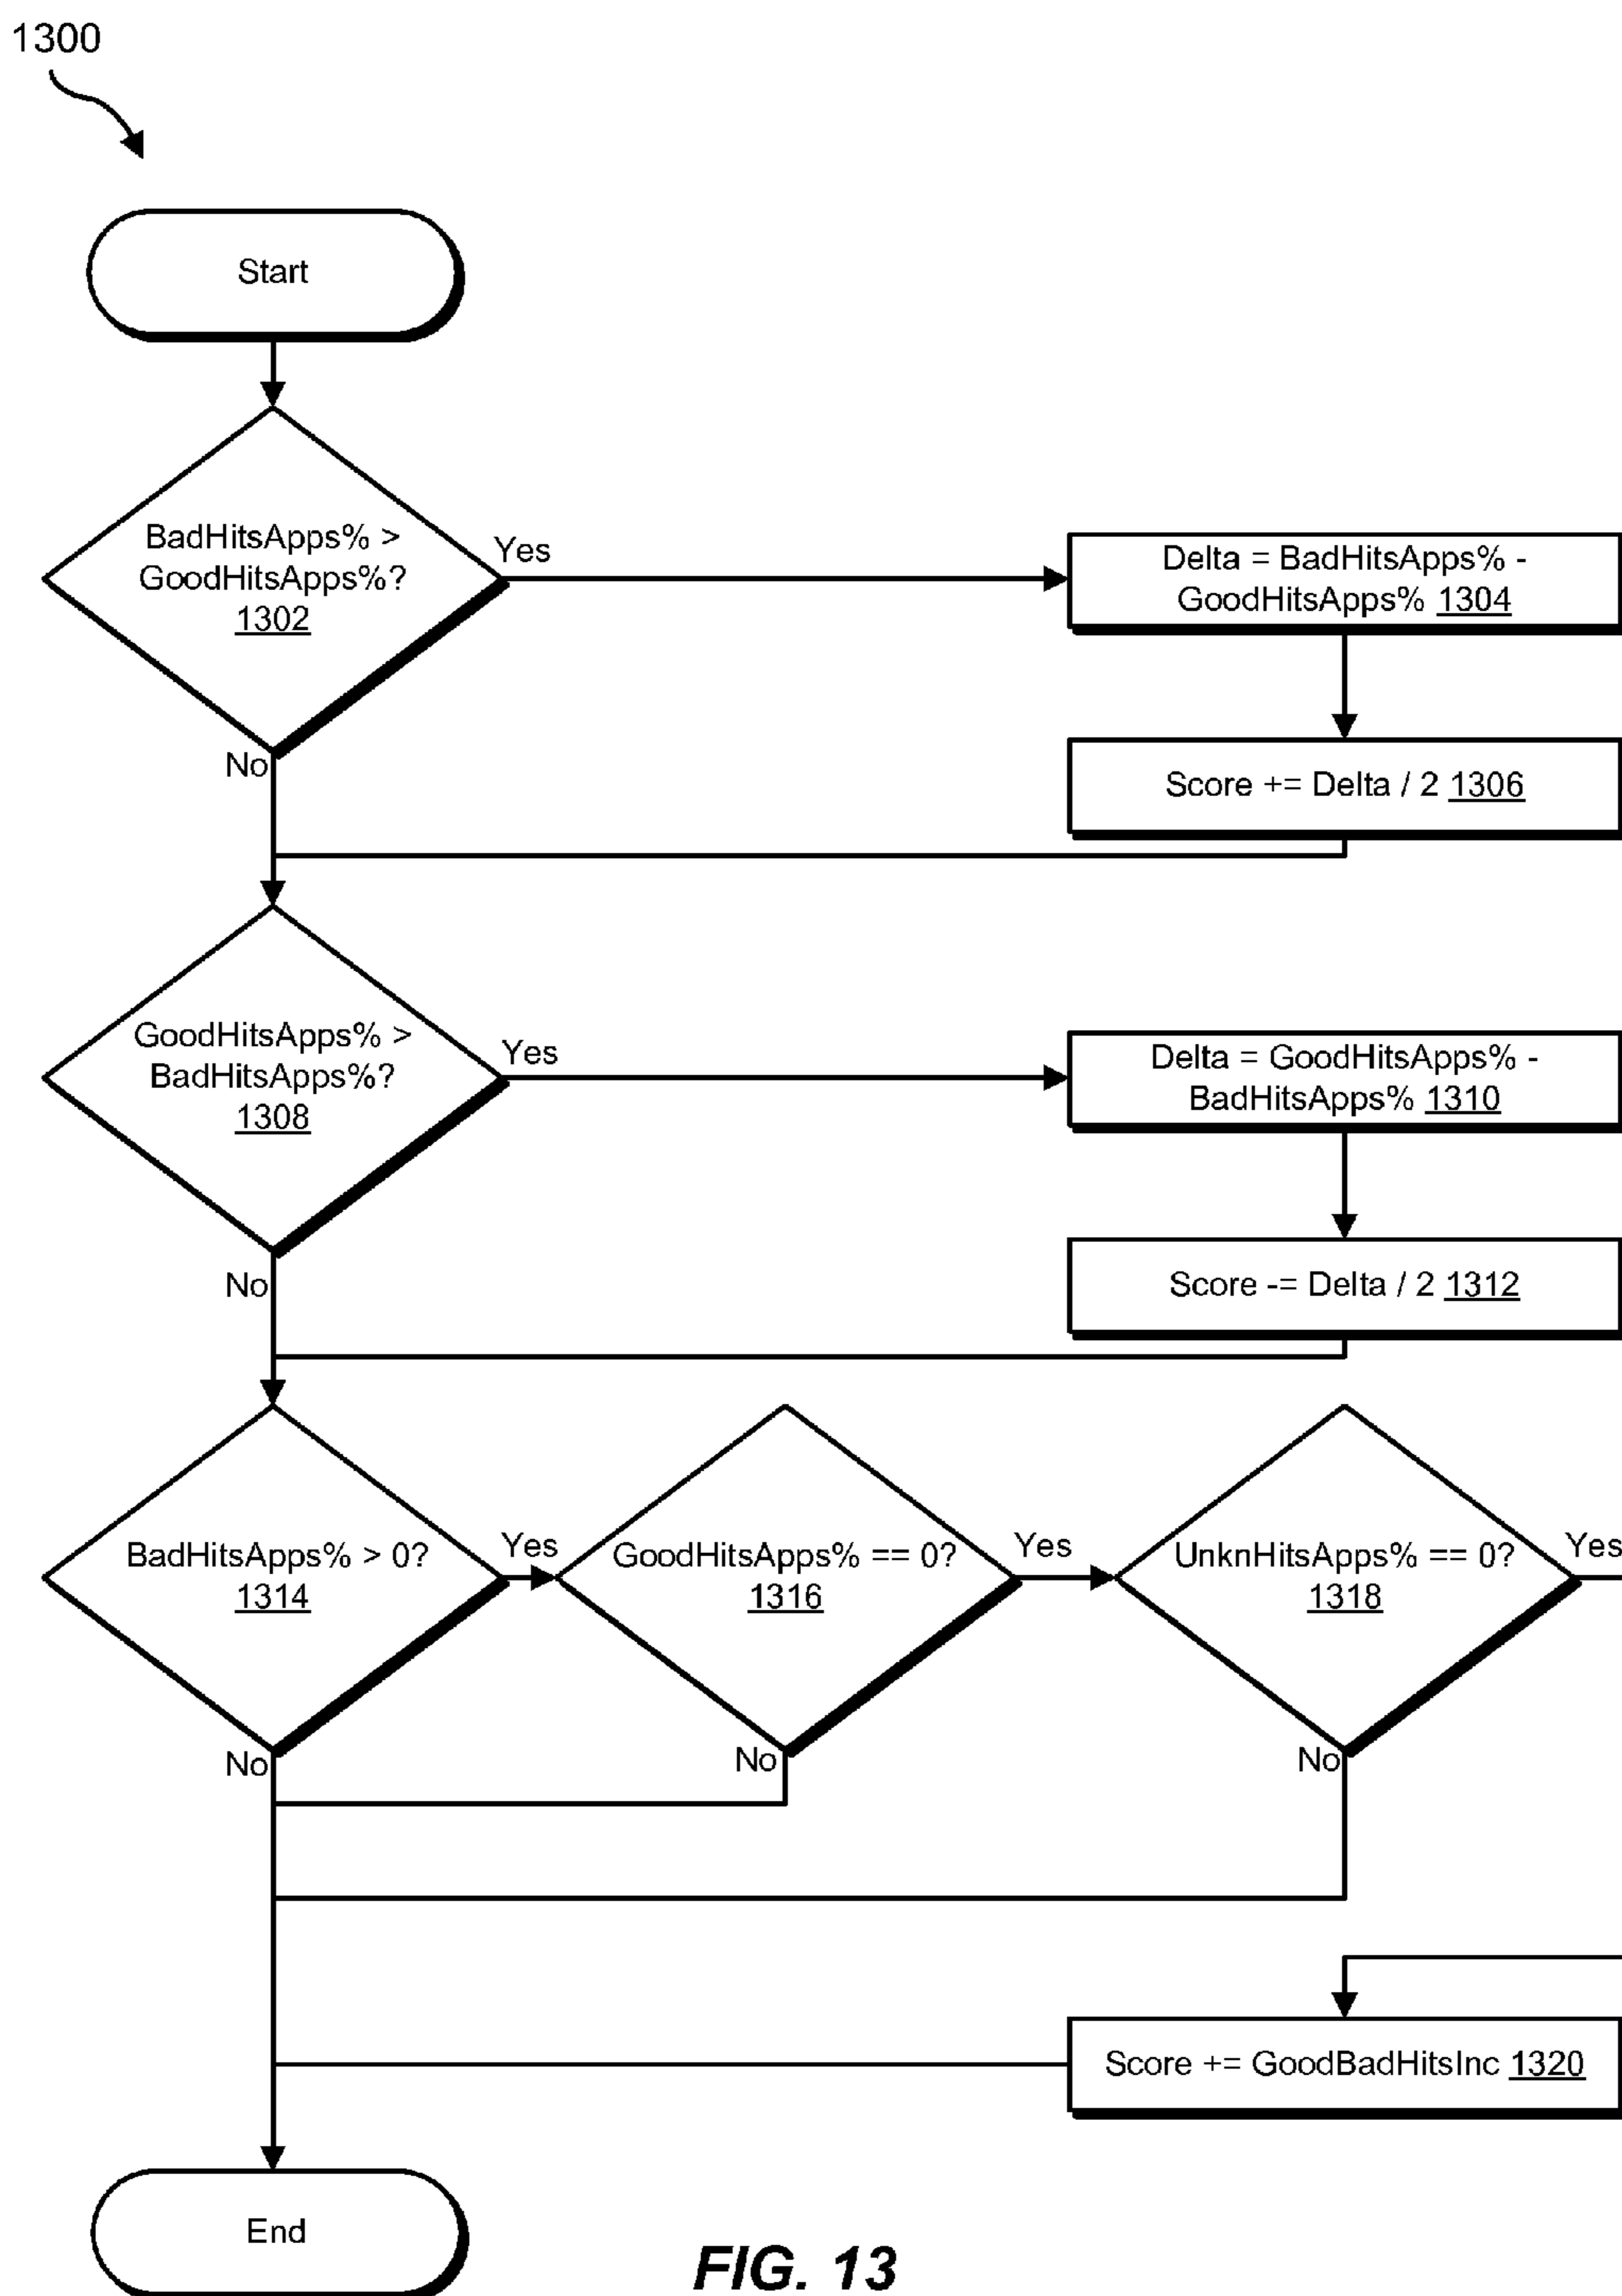 1300
Start
BadHitsApps% >
GoodHitsApps%?
1302
Yes
No
Delta = BadHitsApps% -
GoodHitsApps% 1304
Score += Delta / 2 1306
GoodHitsApps% >
BadHitsApps%?
1308
Yes
No
Delta = GoodHitsApps% -
BadHitsApps% 1310
Score -= Delta / 2 1312
BadHitsApps% > 0?
1314
Yes
No
GoodHitsApps% == 0?
1316
Yes
No
UnknHitsApps% == 0?
1318
Yes
No
Score += GoodBadHitsInc 1320
End
FIG. 13